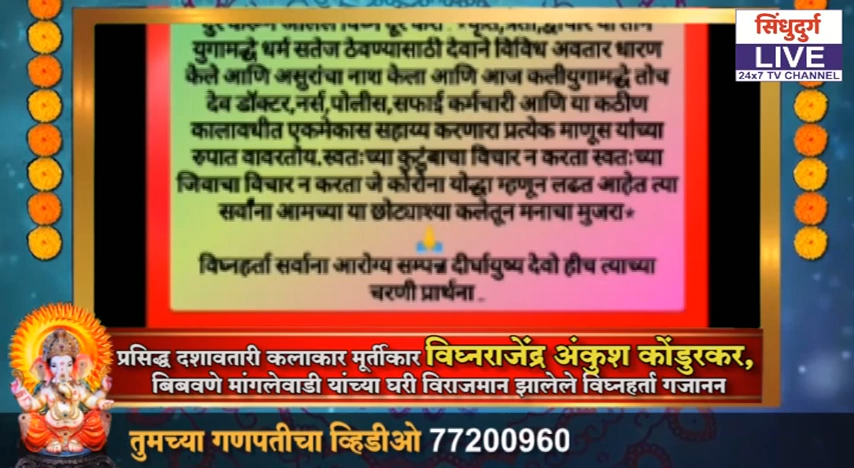 सिंधुदुर्ग
LIVE
24x7 TV CHANNEL
युगामद्धे धर्म सतेज ठेवण्यासाठी देवाने विविध अवतार धारण
केले आणि असुरांचा नाश केला आणि आज कलीयुगामद्धे तोच
देव डॉक्टर,नर्स,पोलीस,सफाई कर्मचारी आणि या कठीण
कालावधीत एकमेकास सहाय्य करणारा प्रत्येक माणूस यांच्या
रुपात वावरतोय.स्वतःच्या कुटुंबाचा विचार न करता स्वतःच्या
जिवाचा विचार न करता जे कोरोना योद्धा म्हणून लढत आहेत त्या
सर्वांना आमच्या या छोट्याश्या कलेतून मनाचा मुजरा*
विघ्नहर्ता सर्वाना आरोग्य सम्पन्न दीर्घायुष्य देवो हीच त्याच्या
चरणी प्रार्थना..
प्रसिद्ध दशावतारी कलाकार मूर्तीकार विघ्नराजेंद्र अंकुश कोंडुरकर,
बिबवणे मांगलेवाडी यांच्या घरी विराजमान झालेले विघ्नहर्ता गजानन
तुमच्या गणपतीचा व्हिडीओ 77200960